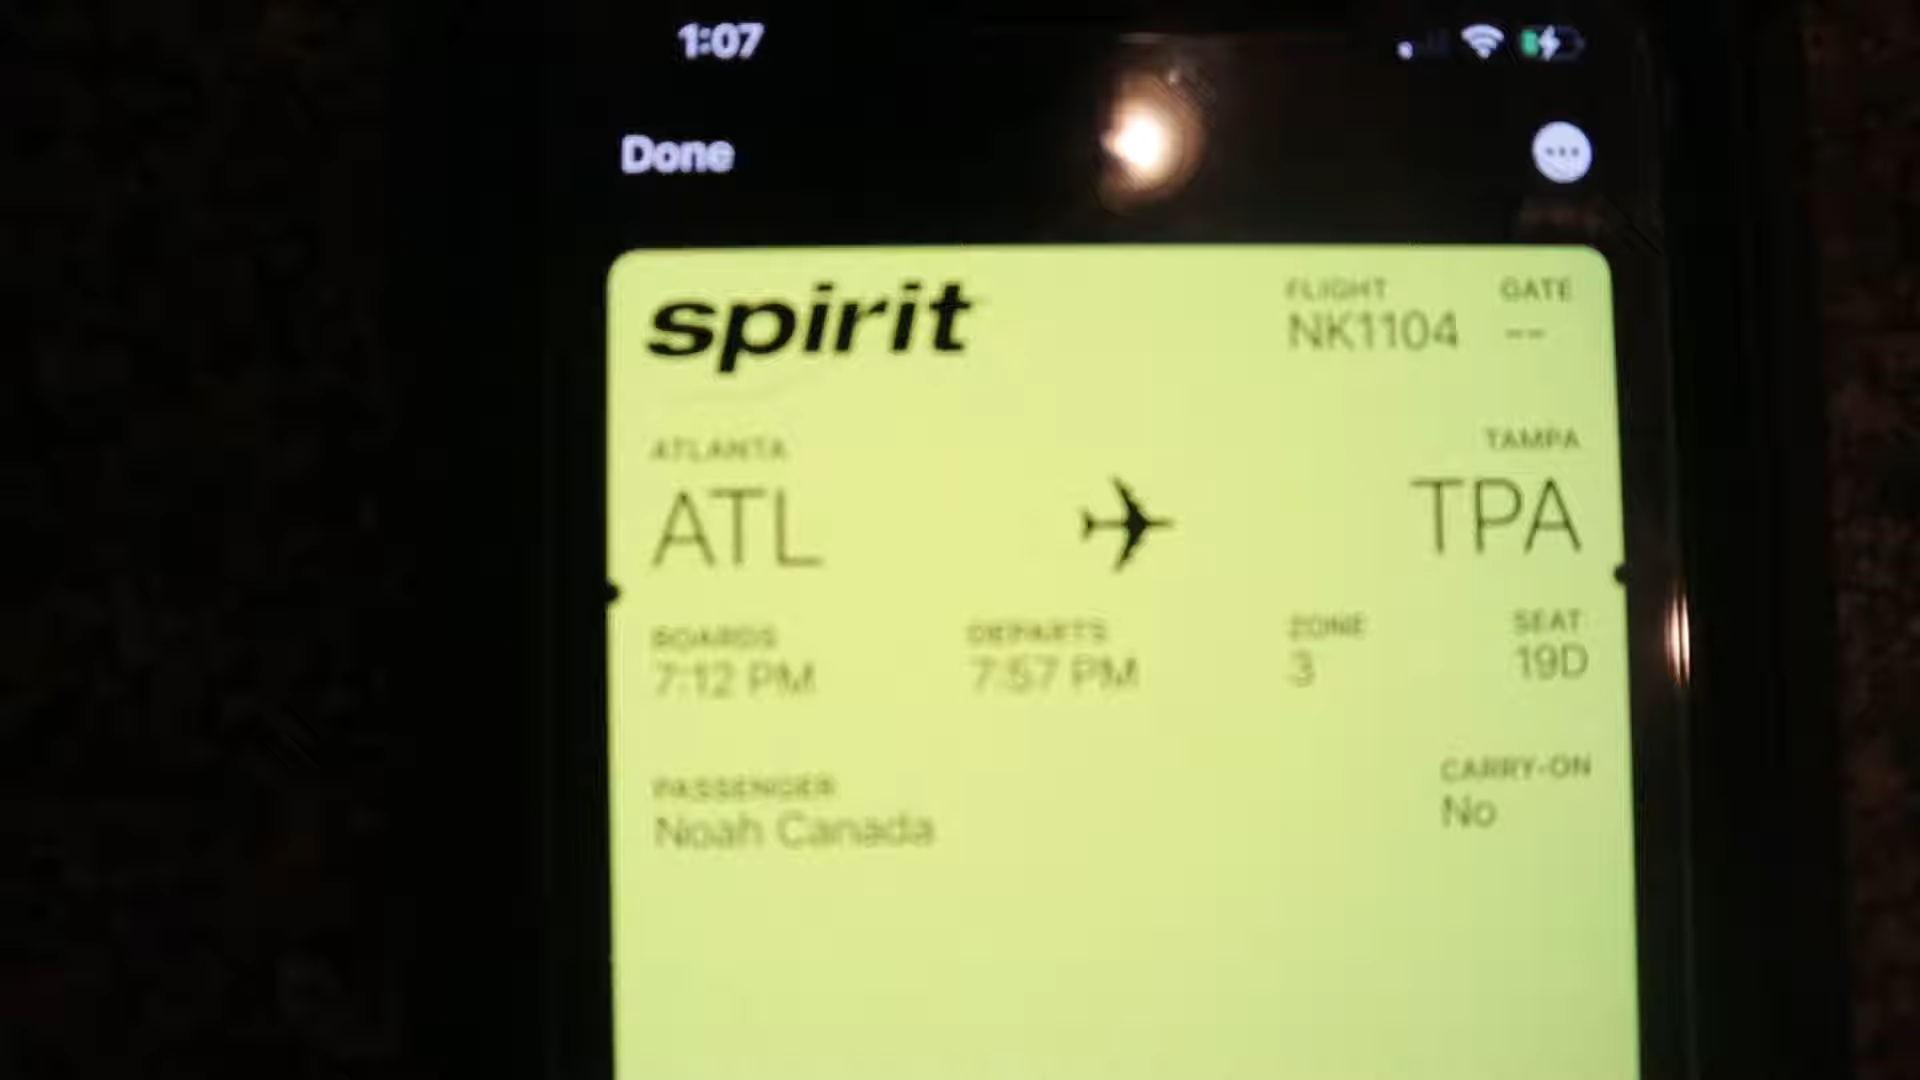 1:07
Done
spirit
FLIGHT GATE
NK1104 --
ATLANTA TAMPA
ATL TPA
BOARDS DEPARTS ZONE SEAT
7:12 PM 7:57 PM 3 19D
PASSENGER CARRY-ON
Noah Canada No